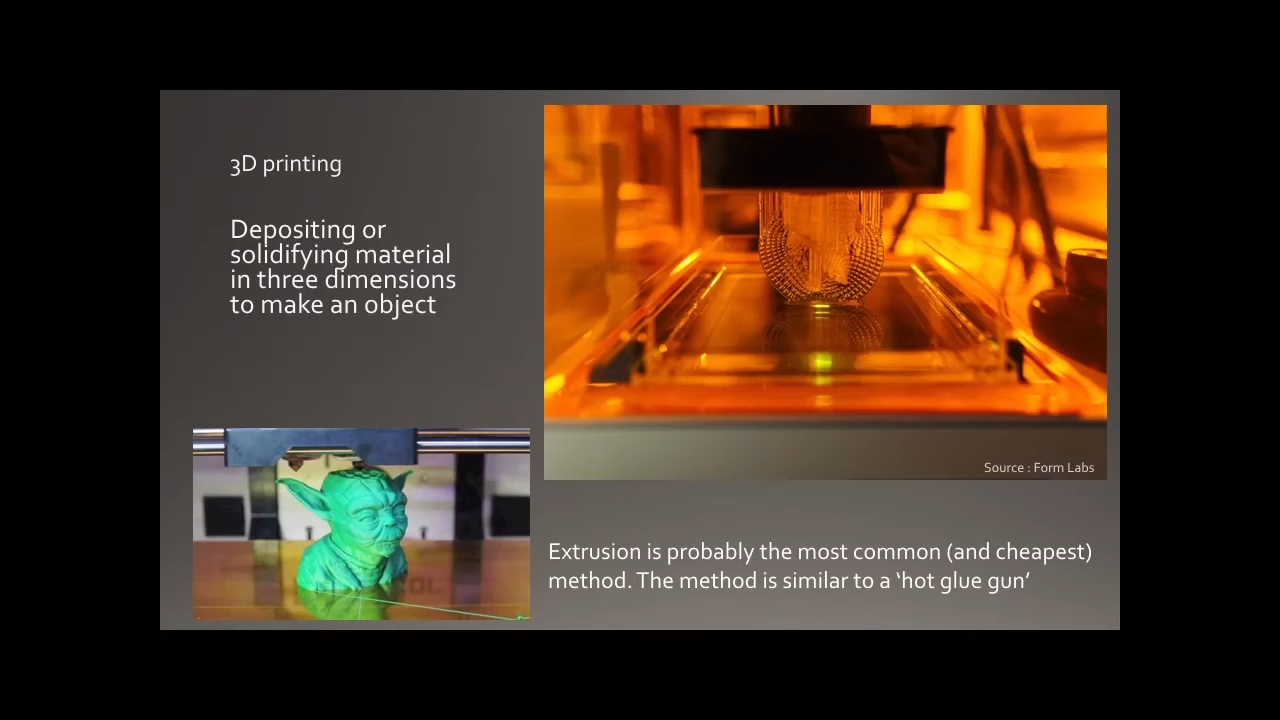 3D printing
Depositing or
solidifying material
in three dimensions
to make an object
Source : Form Labs
Extrusion is probably the most common (and cheapest)
method. The method is similar to a ‘hot glue gun’